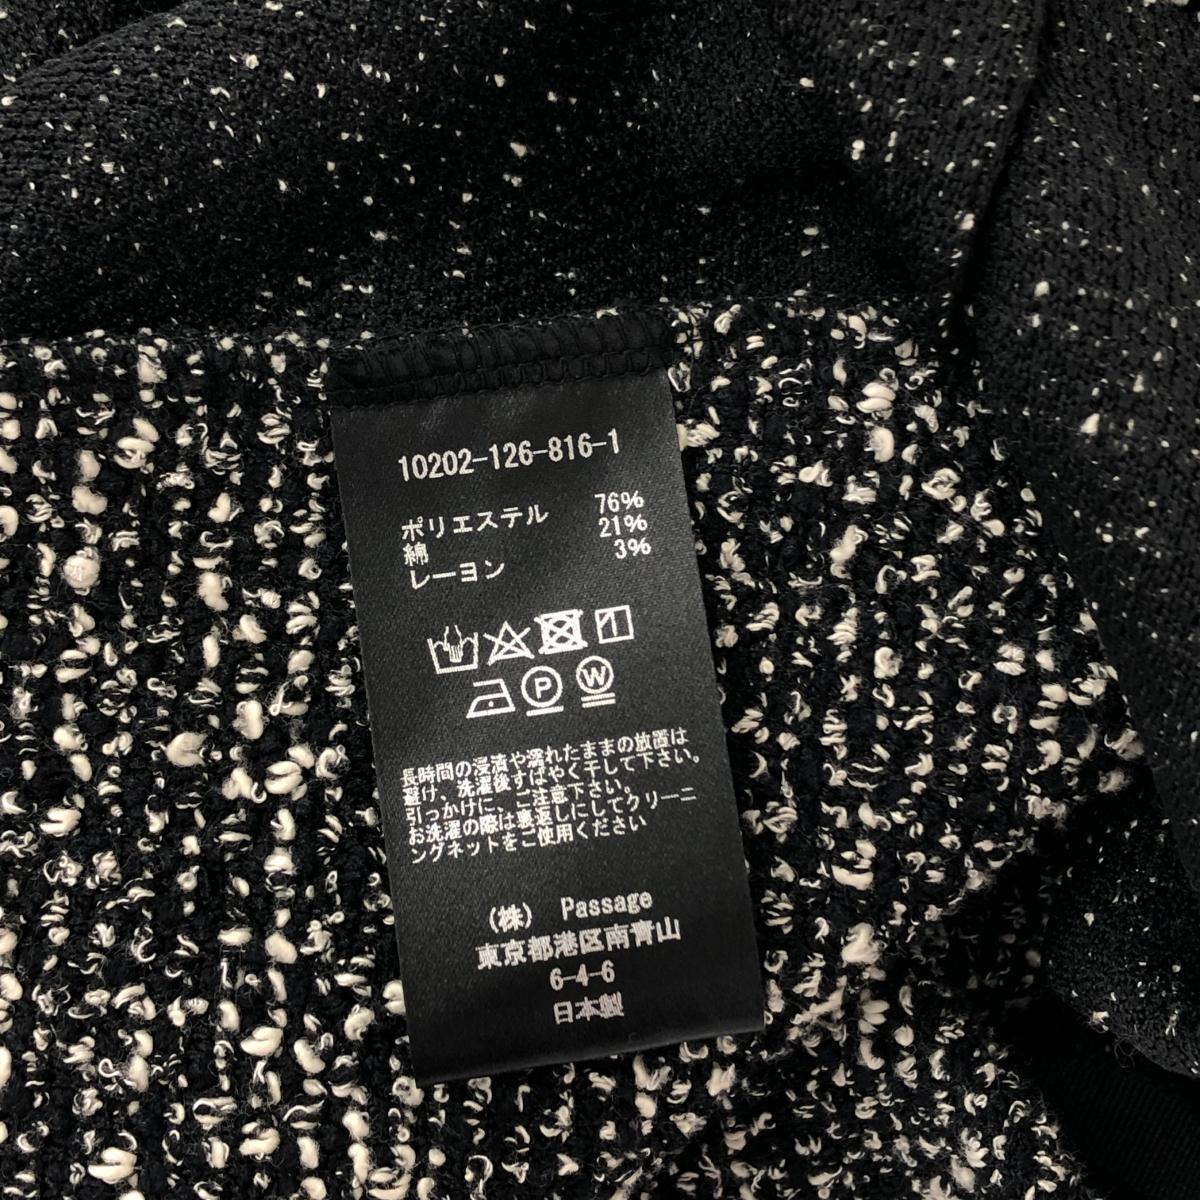 10202-126-816-1
ポリエステル 76%
綿 21%
レーヨン 3%
P W
長時間の浸漬や濡れたままの放置は
避け、洗濯後すばやく干して下さい。
引っかけに、ご注意下さい。
お洗濯の際は裏返しにしてクリーニ
ングネットをご使用ください
(株) Passage
東京都港区南青山
6-4-6
日本製